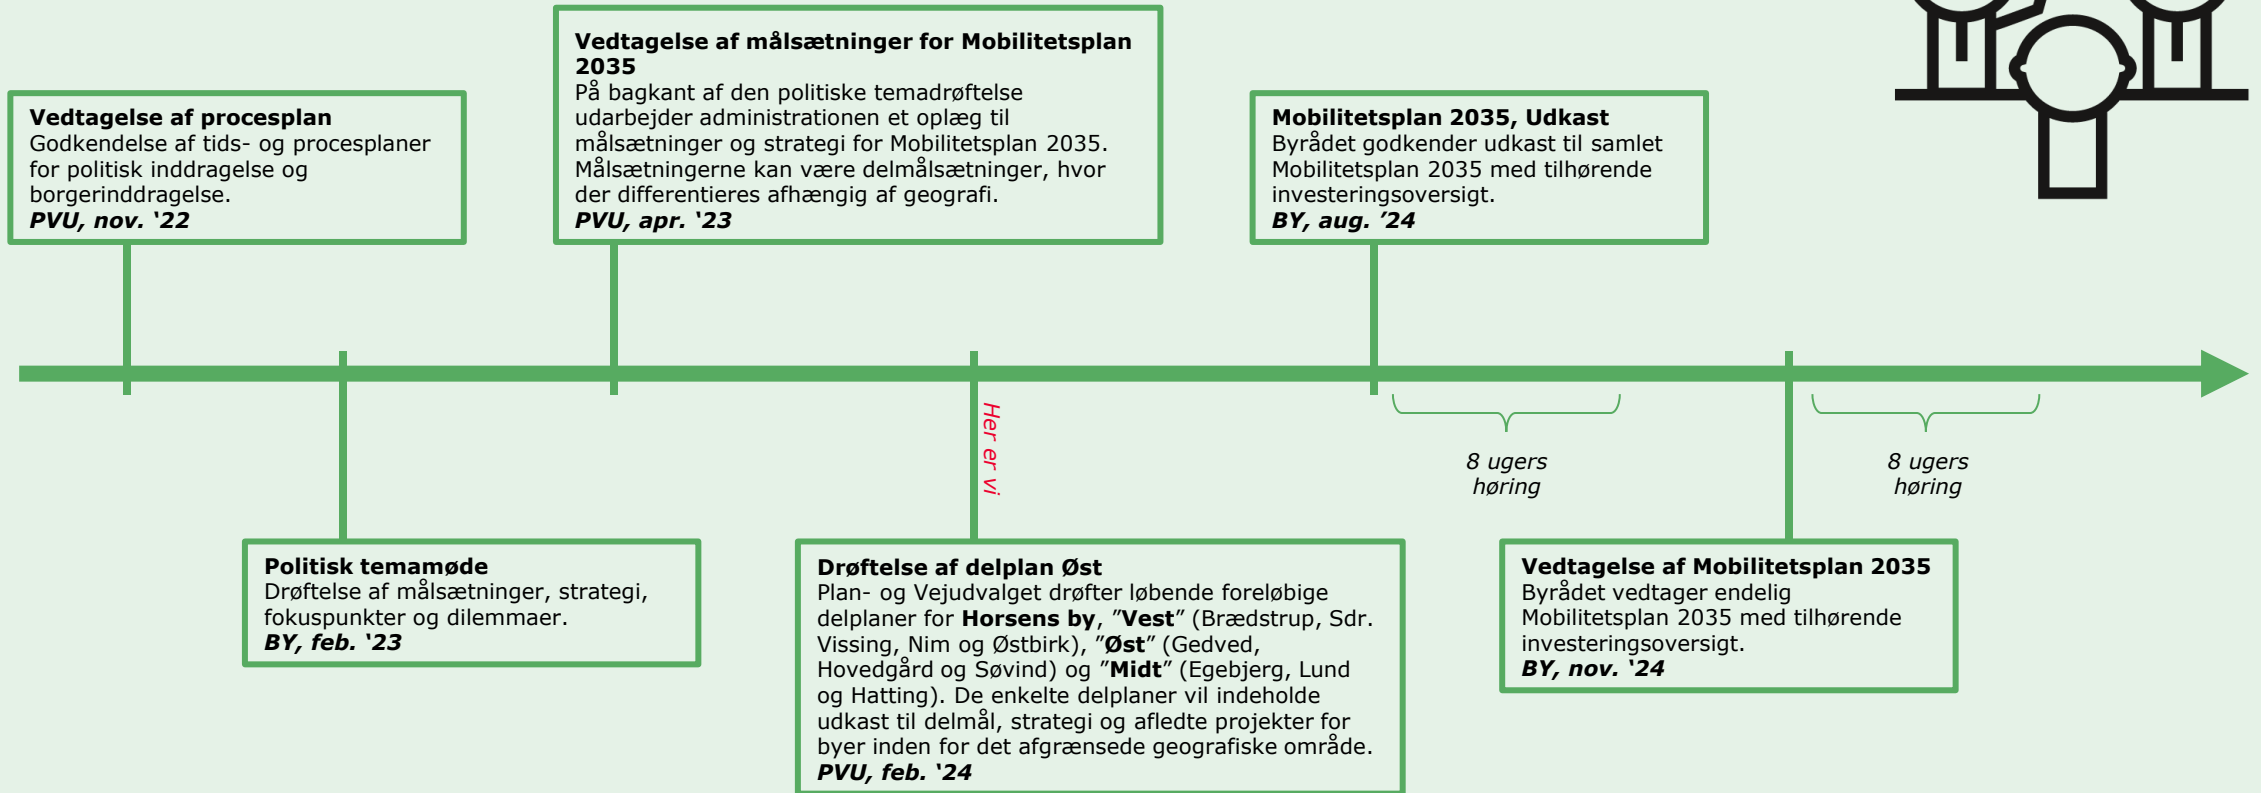 Vedtagelse af procesplan
Godkendelse af tids- og procesplaner
for politisk inddragelse og
borgerinddragelse.
PVU, nov. ‘22
Vedtagelse af målsætninger for Mobilitetsplan
2035
På bagkant af den politiske temadrøftelse
udarbejder administrationen et oplæg til
målsætninger og strategi for Mobilitetsplan 2035.
Målsætningerne kan være delmålsætninger, hvor
der differentieres afhængig af geografi.
PVU, apr. ‘23
Mobilitetsplan 2035, Udkast
Byrådet godkender udkast til samlet
Mobilitetsplan 2035 med tilhørende
investeringsoversigt.
BY, aug. ’24
Her er vi
8 ugers
høring
8 ugers
høring
Politisk temamøde
Drøftelse af målsætninger, strategi,
fokuspunkter og dilemmaer.
BY, feb. ‘23
Drøftelse af delplan Øst
Plan- og Vejudvalget drøfter løbende foreløbige
delplaner for Horsens by, ”Vest” (Brædstrup, Sdr.
Vissing, Nim og Østbirk), ”Øst” (Gedved,
Hovedgård og Søvind) og ”Midt” (Egebjerg, Lund
og Hatting). De enkelte delplaner vil indeholde
udkast til delmål, strategi og afledte projekter for
byer inden for det afgrænsede geografiske område.
PVU, feb. ‘24
Vedtagelse af Mobilitetsplan 2035
Byrådet vedtager endelig
Mobilitetsplan 2035 med tilhørende
investeringsoversigt.
BY, nov. ‘24